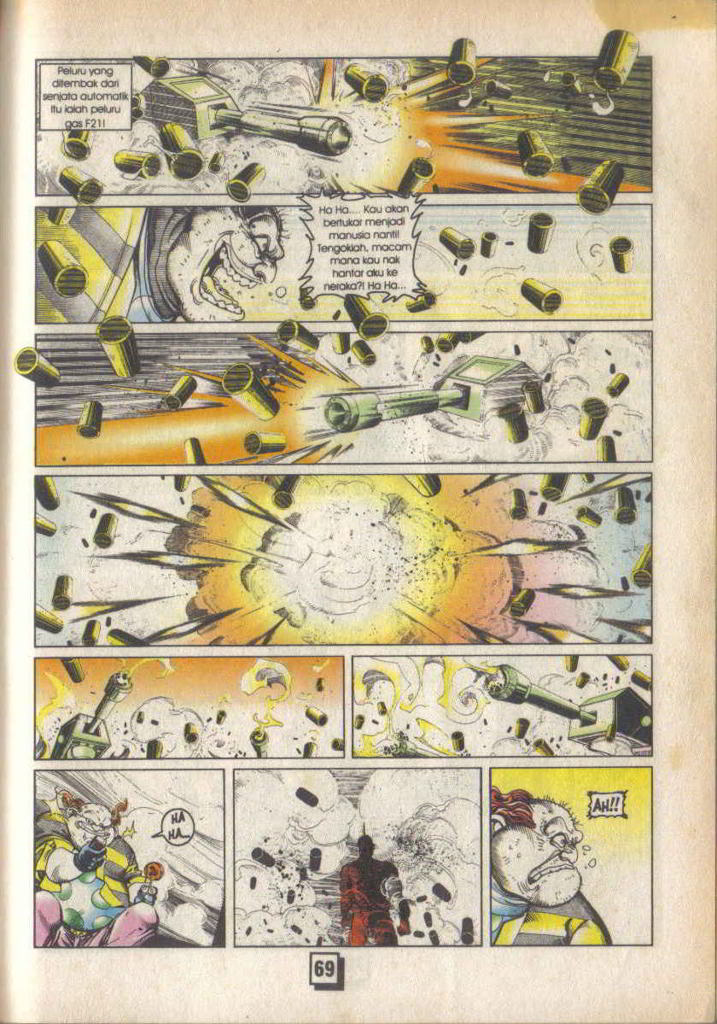 Peluru yang
ditembak dari
senjata automatik
itu ialah peluru
gas F21!
Ha Ha.... Kau akan
bertukar menjadi
manusia nanti!
Tengoklah, macam
mana kau nak
hantar aku ke
neraka?! Ha Ha...
HA
HA...
AH!!
69